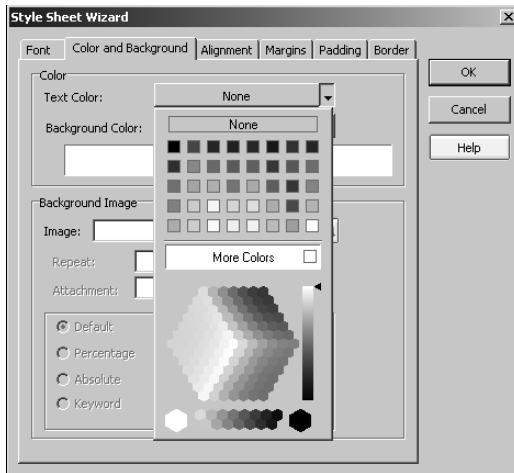 Style Sheet Wizard
Font Color and Background Alignment Margins Padding Border
Color
Text Color: None
Background Color:
None
More Colors
Background Image
Image:
Repeat:
Attachment:
Default
Percentage
Absolute
Keyword
OK
Cancel
Help